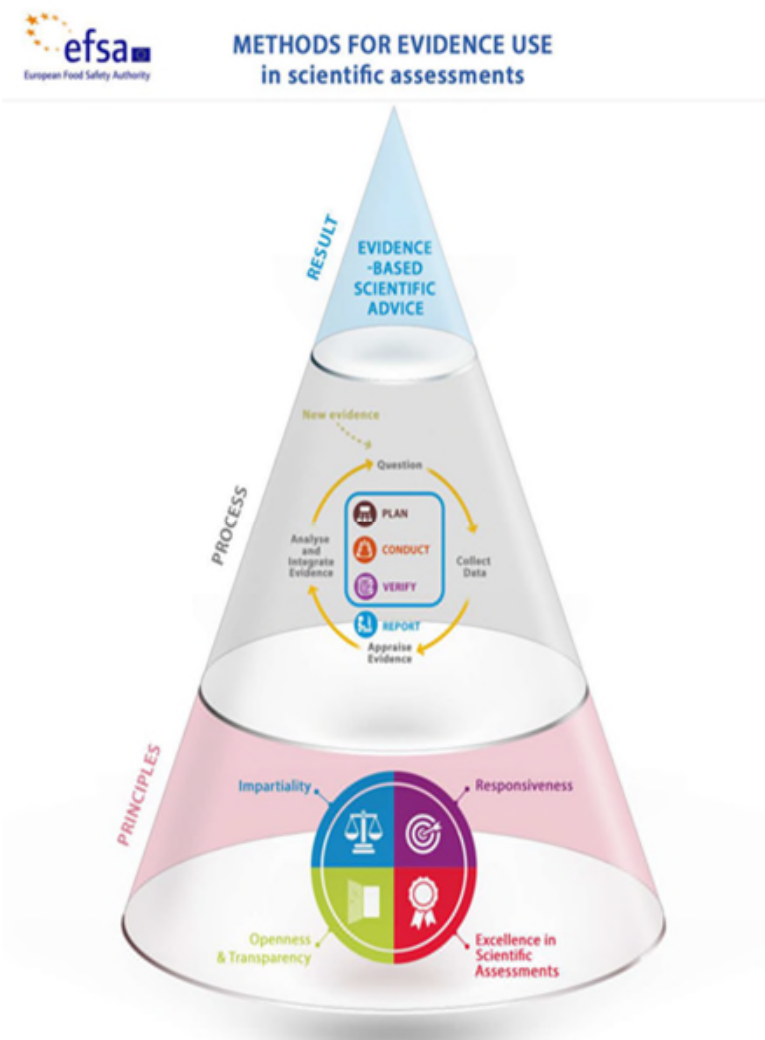 efsa
European Food Safety Authority
METHODS FOR EVIDENCE USE
in scientific assessments
RESULT
EVIDENCE
-BASED
SCIENTIFIC
ADVICE
PROCESS
New evidence
Question
PLAN
CONDUCT
VERIFY
REPORT
Collect
Data
Appraise
Evidence
Analyse
and
Integrate
Evidence
PRINCIPLES
Impartiality
Responsiveness
Openness
& Transparency
Excellence in
Scientific
Assessments